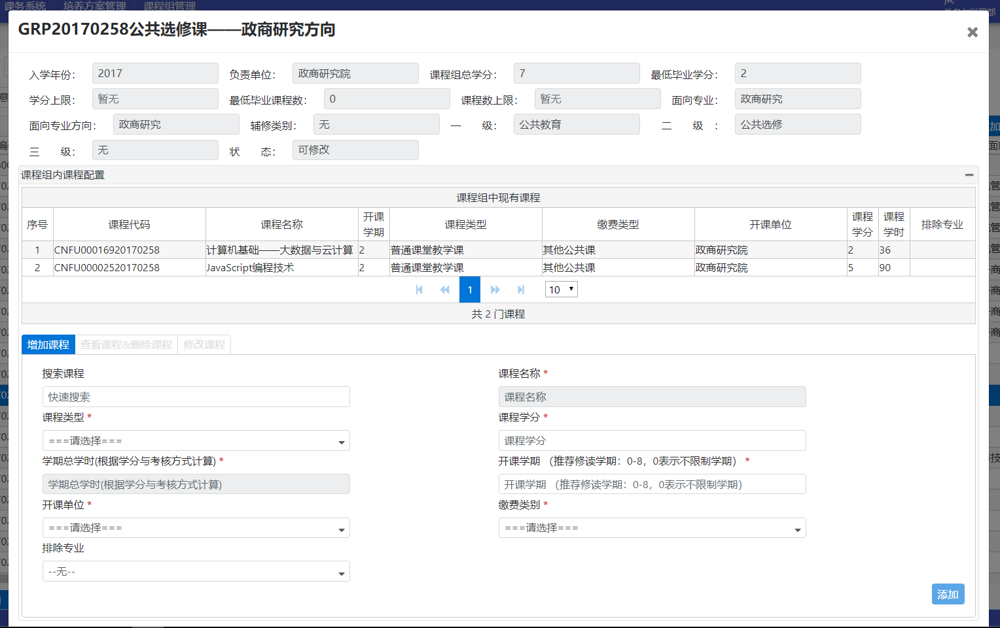 课务系统 / 培养方案管理 / 课程组管理
GRP20170258公共选修课——政商研究方向
入学年份： 2017 负责单位： 政商研究院 课程组总学分： 7 最低毕业学分： 2
学分上限： 暂无 最低毕业课程数： 0 课程数上限： 暂无 面向专业： 政商研究
面向专业方向： 政商研究 辅修类别： 无 一 级： 公共教育 二 级 ： 公共选修
三 级： 无 状 态： 可修改
课程组内课程配置
课程组中现有课程
序号 课程代码 课程名称 开课学期 课程类型 缴费类型 开课单位 课程学分 课程学时 排除专业
1 CNFU00016920170258 计算机基础——大数据与云计算 2 普通课堂教学课 其他公共课 政商研究院 2 36
2 CNFU00002520170258 JavaScript编程技术 2 普通课堂教学课 其他公共课 政商研究院 5 90
1 10
共 2 门课程
增加课程 查看课程&删除课程 修改课程
搜索课程 课程名称 *
快速搜索 课程名称
课程类型 * 课程学分 *
===请选择=== 课程学分
学期总学时(根据学分与考核方式计算) * 开课学期 （推荐修读学期：0-8，0表示不限制学期） *
学期总学时(根据学分与考核方式计算) 开课学期 （推荐修读学期：0-8，0表示不限制学期）
开课单位 * 缴费类别 *
===请选择=== ===请选择===
排除专业
--无--
添加